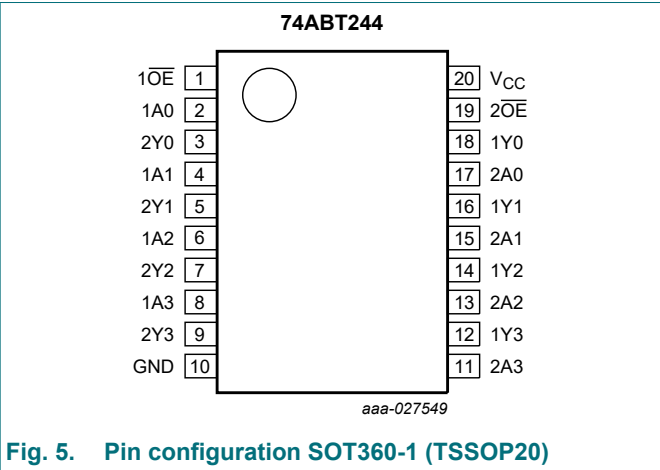 74ABT244
1O̅E̅ 1 20 VCC
1A0 2 19 2O̅E̅
2Y0 3 18 1Y0
1A1 4 17 2A0
2Y1 5 16 1Y1
1A2 6 15 2A1
2Y2 7 14 1Y2
1A3 8 13 2A2
2Y3 9 12 1Y3
GND 10 11 2A3
aaa-027549
Fig. 5. Pin configuration SOT360-1 (TSSOP20)